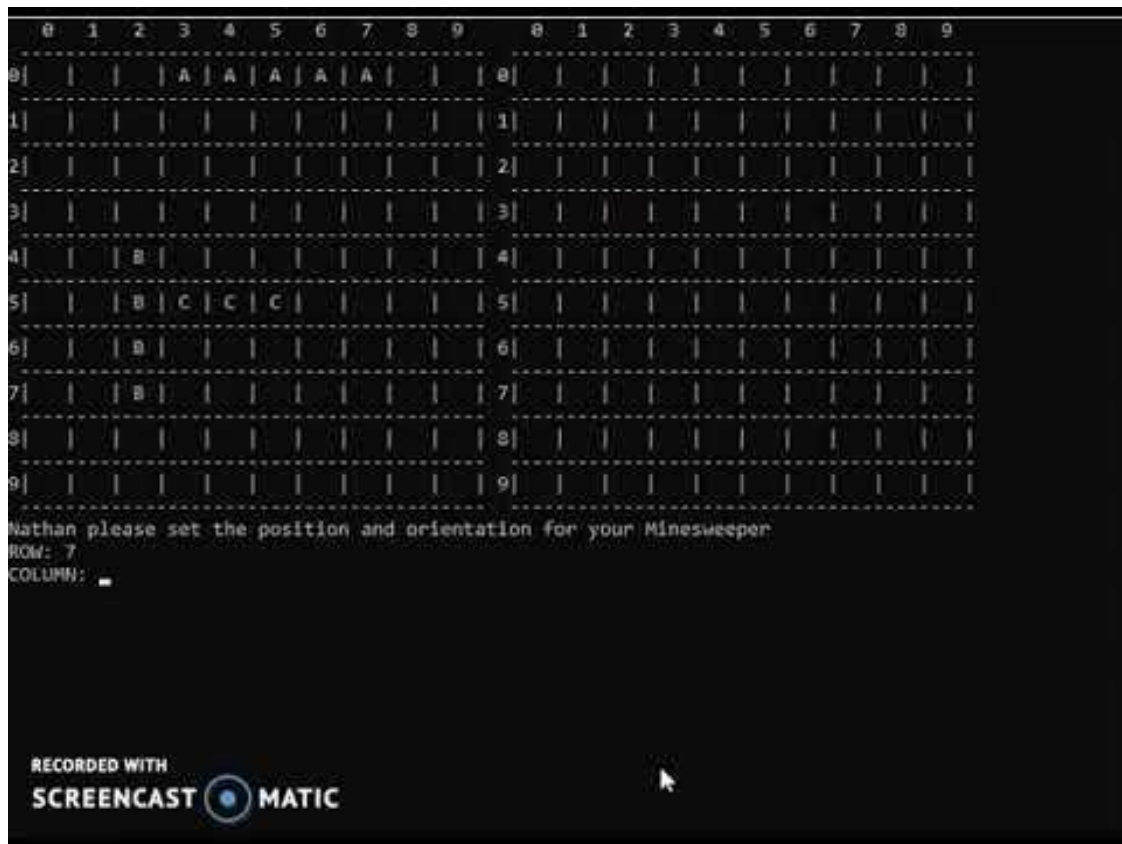 0 1 2 3 4 5 6 7 8 9 0 1 2 3 4 5 6 7 8 9
0| | | | A | A | A | A | A | | | 0| | | | | | | | | | |
1| | | | | | | | | | | 1| | | | | | | | | | |
2| | | | | | | | | | | 2| | | | | | | | | | |
3| | | | | | | | | | | 3| | | | | | | | | | |
4| | | B | | | | | | | | 4| | | | | | | | | | |
5| | | B | C | C | C | | | | | 5| | | | | | | | | | |
6| | | B | | | | | | | | 6| | | | | | | | | | |
7| | | B | | | | | | | | 7| | | | | | | | | | |
8| | | | | | | | | | | 8| | | | | | | | | | |
9| | | | | | | | | | | 9| | | | | | | | | | |
Nathan please set the position and orientation for your Minesweeper
ROW: 7
COLUMN: _
RECORDED WITH
SCREENCAST MATIC